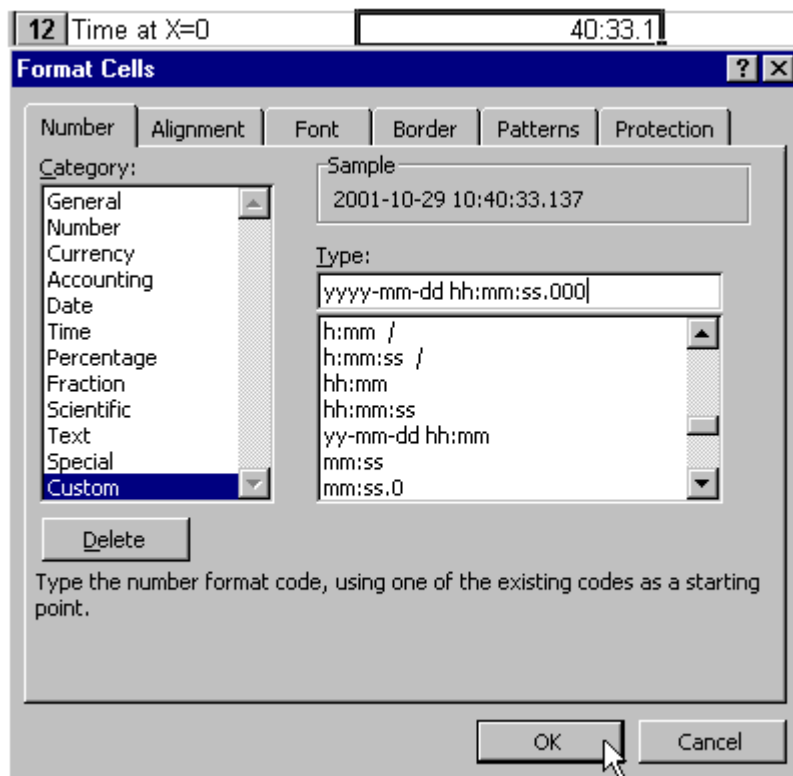 12 Time at X=0 40:33.1
Format Cells
Number Alignment Font Border Patterns Protection
Category:
General
Number
Currency
Accounting
Date
Time
Percentage
Fraction
Scientific
Text
Special
Custom
Sample
2001-10-29 10:40:33.137
Type:
yyyy-mm-dd hh:mm:ss.000
h:mm /
h:mm:ss /
hh:mm
hh:mm:ss
yy-mm-dd hh:mm
mm:ss
mm:ss.0
Delete
Type the number format code, using one of the existing codes as a starting
point.
OK Cancel